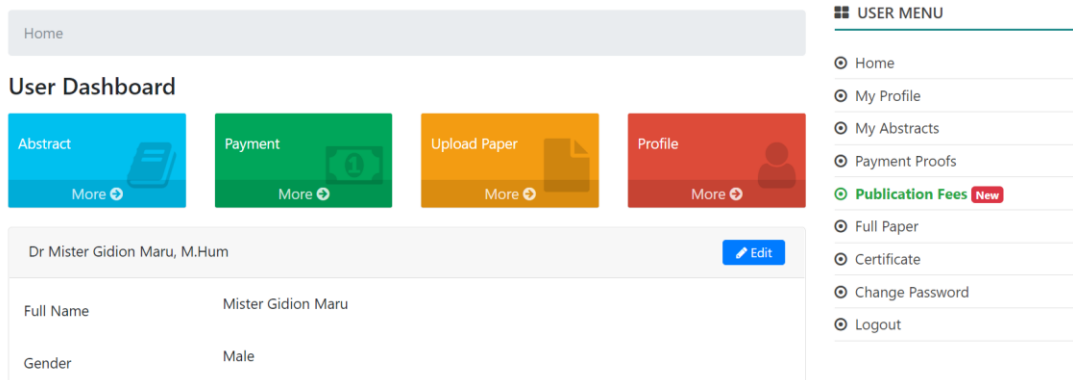 Home
User Dashboard
Abstract
More
Payment
1
More
Upload Paper
More
Profile
More
Dr Mister Gidion Maru, M.Hum
Edit
Full Name
Mister Gidion Maru
Gender
Male
USER MENU
Home
My Profile
My Abstracts
Payment Proofs
Publication Fees New
Full Paper
Certificate
Change Password
Logout